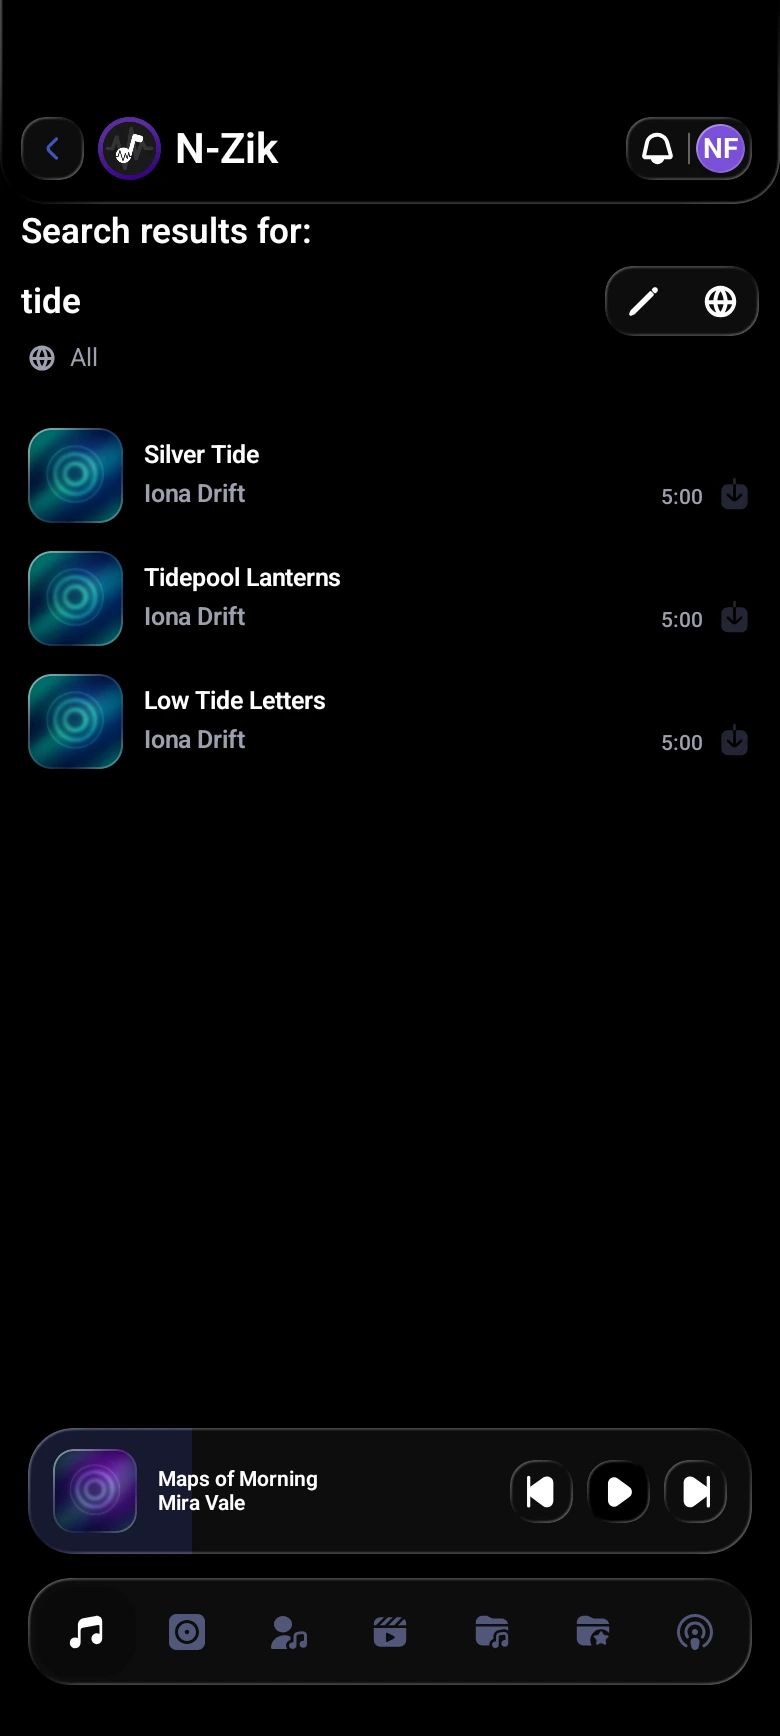 N-Zik
NF
Search results for:
tide
All
Silver Tide
Iona Drift
5:00
Tidepool Lanterns
Iona Drift
5:00
Low Tide Letters
Iona Drift
5:00
Maps of Morning
Mira Vale